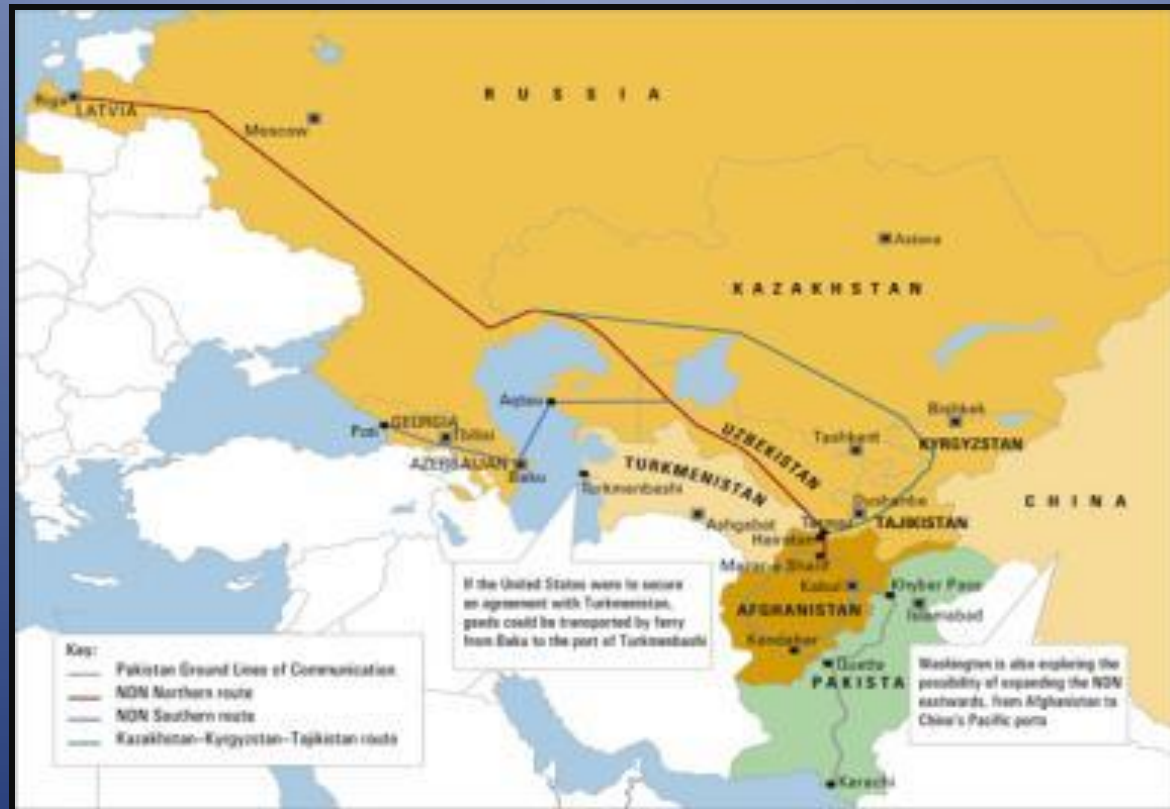 RUSSIA
Riga
LATVIA
Moscow
Astana
KAZAKHSTAN
Aqtau
Bishkek
Poti
GEORGIA
Tbilisi
UZBEKISTAN
Tashkent
KYRGYZSTAN
AZERBAIJAN
Baku
TURKMENISTAN
Turkmenbashi
CHINA
Dushanbe
Ashgabat
Termez
TAJIKISTAN
Hairatan
Mazar-e Sharif
Kabul
Khyber Pass
AFGHANISTAN
Islamabad
Kandahar
Quetta
PAKISTA
Karachi
If the United States were to secure
an agreement with Turkmenistan,
goods could be transported by ferry
from Baku to the port of Turkmenbashi
Washington is also exploring the
possibility of expanding the NDN
eastwards, from Afghanistan to
China's Pacific ports
Key:
Pakistan Ground Lines of Communication
NDN Northern route
NDN Southern route
Kazakhstan–Kyrgyzstan–Tajikistan route